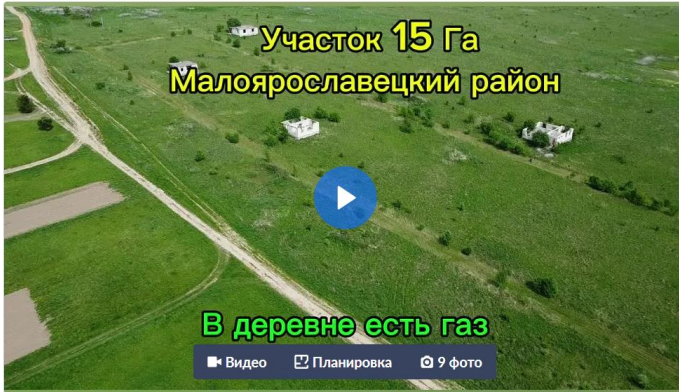 Участок 15 Га
Малоярославецкий район
В деревне есть газ
Видео Планировка 9 фото